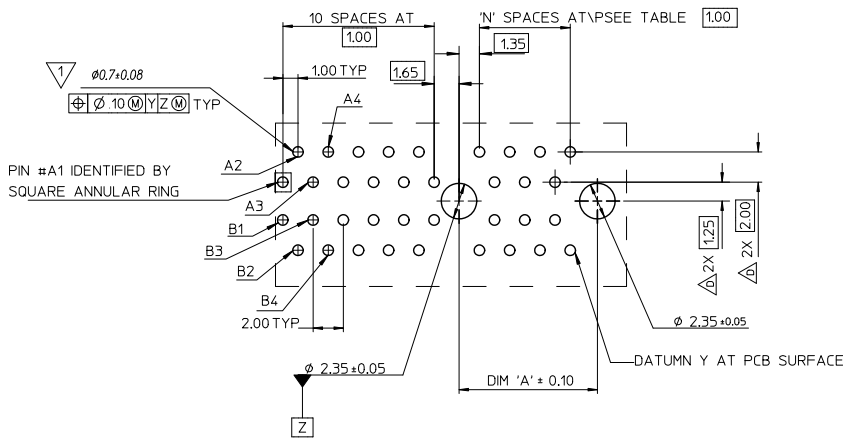 10 SPACES AT
1.00
'N' SPACES AT\PSEE TABLE 1.00
1.35
1.65
1
Ø0.7±0.08
1.00 TYP
⌖ Ø .10 Ⓜ Y Z Ⓜ TYP
A4
A2
PIN #A1 IDENTIFIED BY
SQUARE ANNULAR RING
A3
B1
B3
B2
B4
2.00 TYP
D 2X 1.25
D 2X 2.00
Ø 2.35 ±0.05
Ø 2.35 ±0.05
DATUMN Y AT PCB SURFACE
DIM 'A' ± 0.10
Z